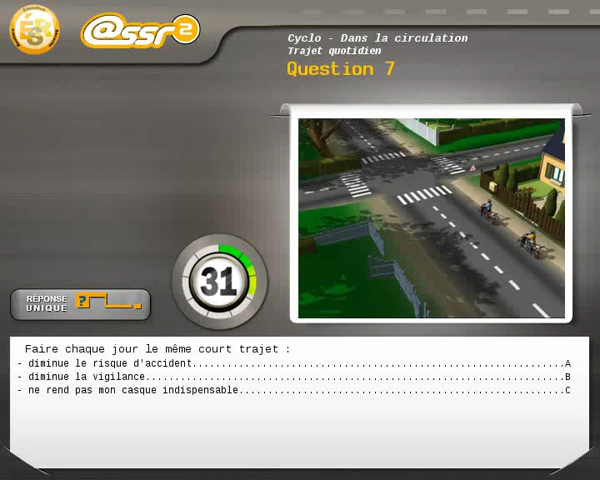 @ssr2
Cyclo - Dans la circulation
Trajet quotidien
Question 7
31
RÉPONSE
UNIQUE
?
Faire chaque jour le même court trajet :
- diminue le risque d'accident................................................................A
- diminue la vigilance........................................................................B
- ne rend pas mon casque indispensable........................................................C